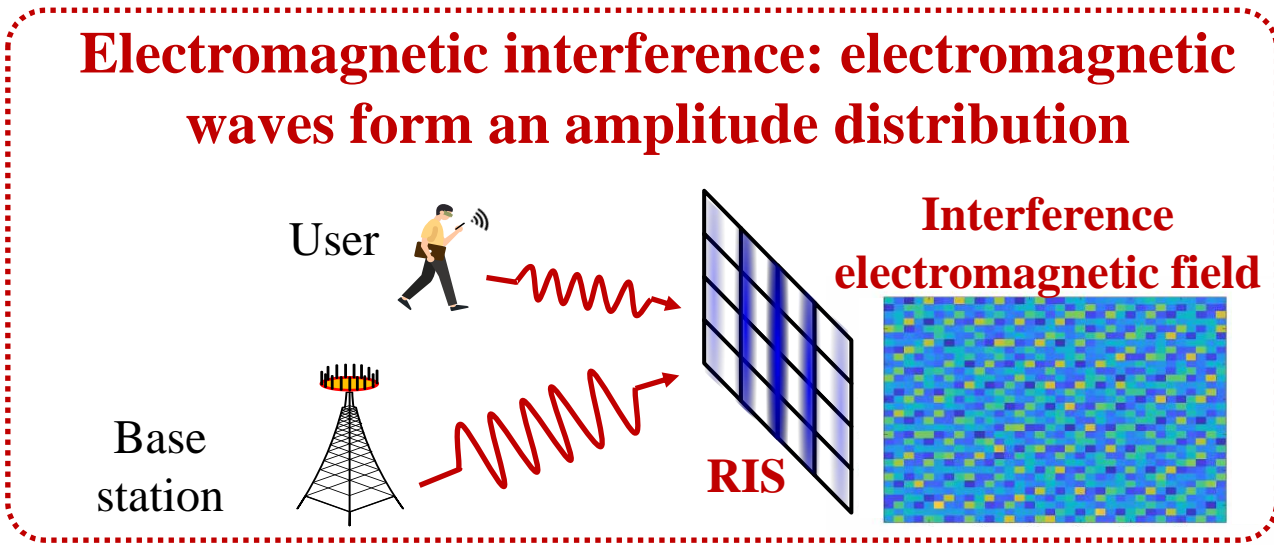 Electromagnetic interference: electromagnetic
waves form an amplitude distribution
User
Interference
electromagnetic field
Base
station
RIS